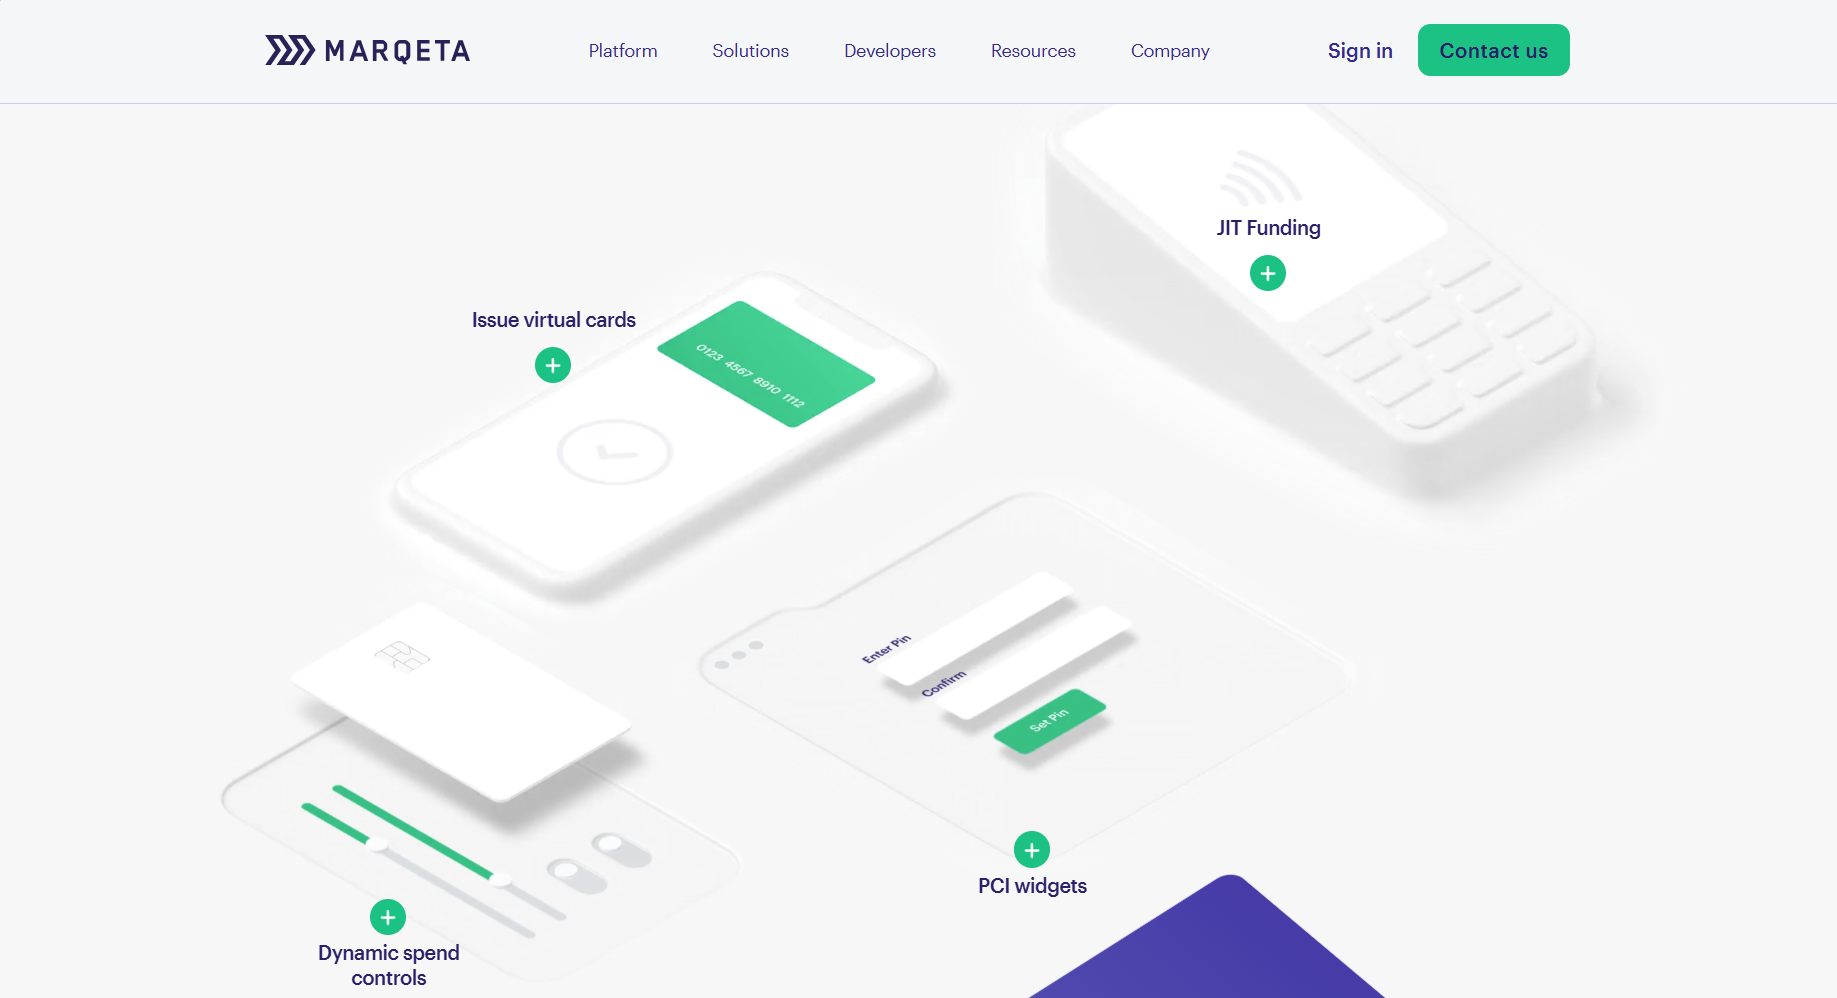 MARQETA
Platform
Solutions
Developers
Resources
Company
Sign in
Contact us
JIT Funding
Issue virtual cards
0123 4567 8910 1112
Enter Pin
Confirm
Set Pin
PCI widgets
Dynamic spend
controls